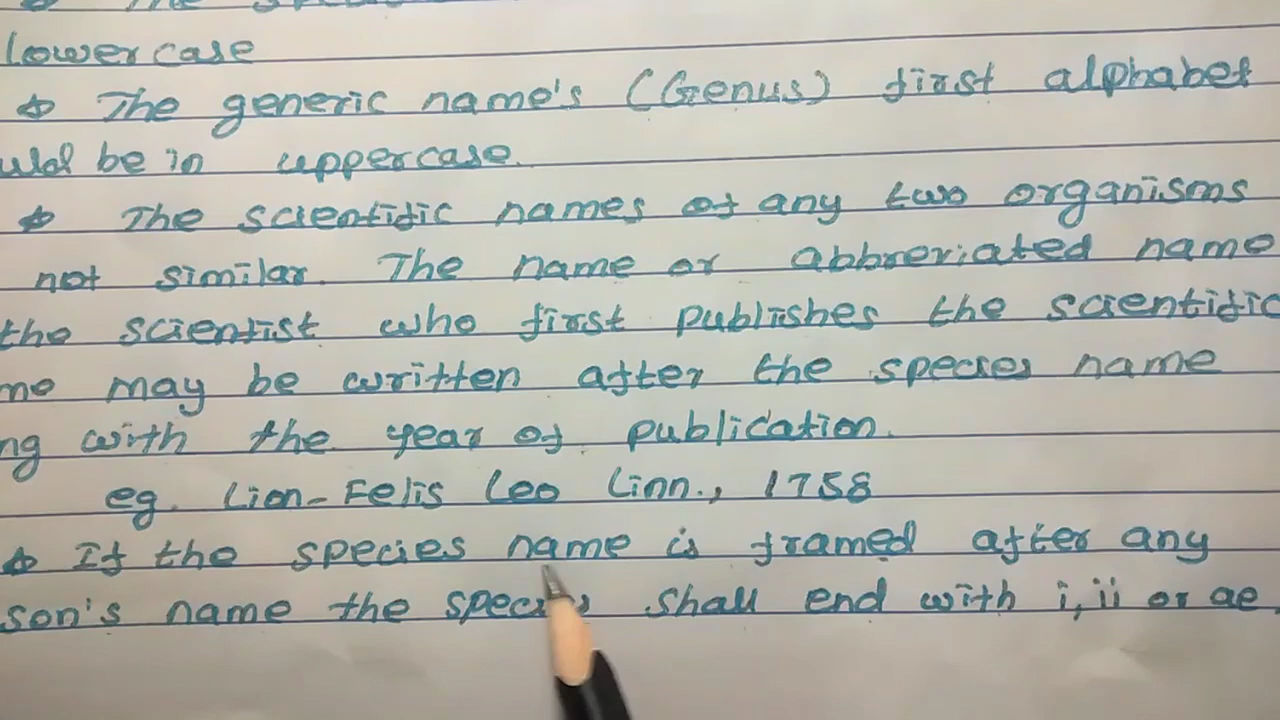 lowercase
The generic name's (Genus) first alphabet
uld be in uppercase.
The scientific names of any two organisms
not similar. The name or abbreviated name
the scientist who first publishes the scientific
me may be written after the species name
ng with the year of publication.
eg. Lion-Felis Leo Linn., 1758
If the species name is framed after any
son's name the species shall end with i, ii or ae.